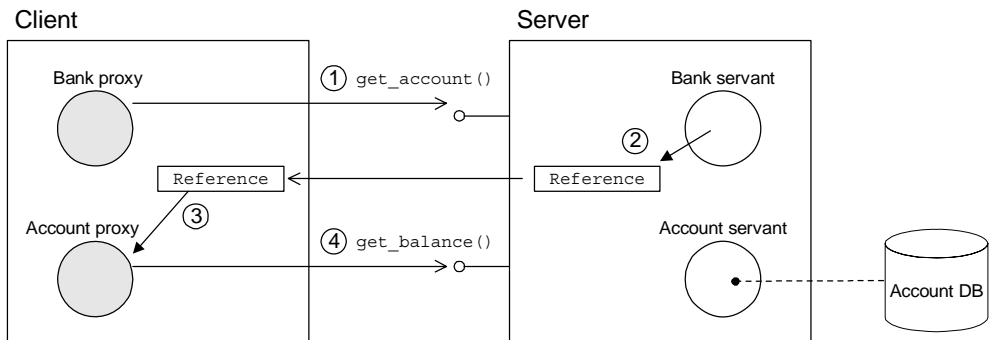 Client
Server
Bank proxy
1 get_account()
Bank servant
2
Reference
Reference
3
Account proxy
4 get_balance()
Account servant
Account DB